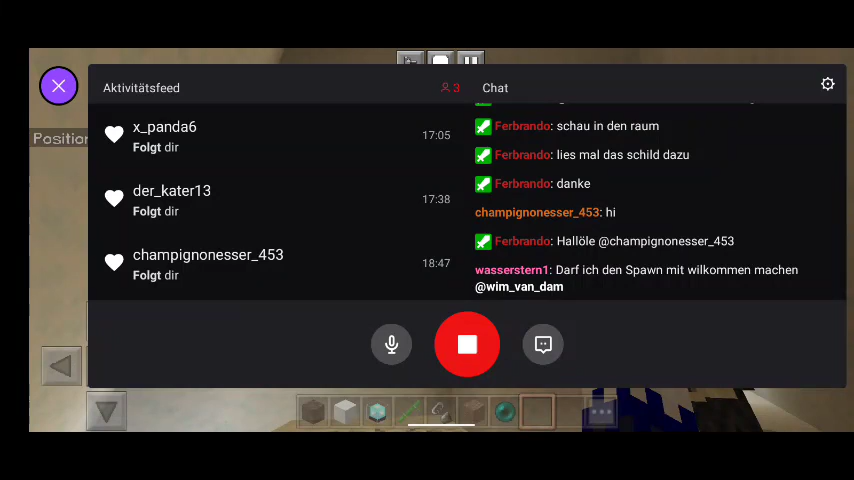 Aktivitätsfeed
3
Chat
Position
x_panda6
Folgt dir
17:05
der_kater13
Folgt dir
17:38
champignonesser_453
Folgt dir
18:47
Ferbrando: schau in den raum
Ferbrando: lies mal das schild dazu
Ferbrando: danke
champignonesser_453: hi
Ferbrando: Hallöle @champignonesser_453
wasserstern1: Darf ich den Spawn mit wilkommen machen
@wim_van_dam